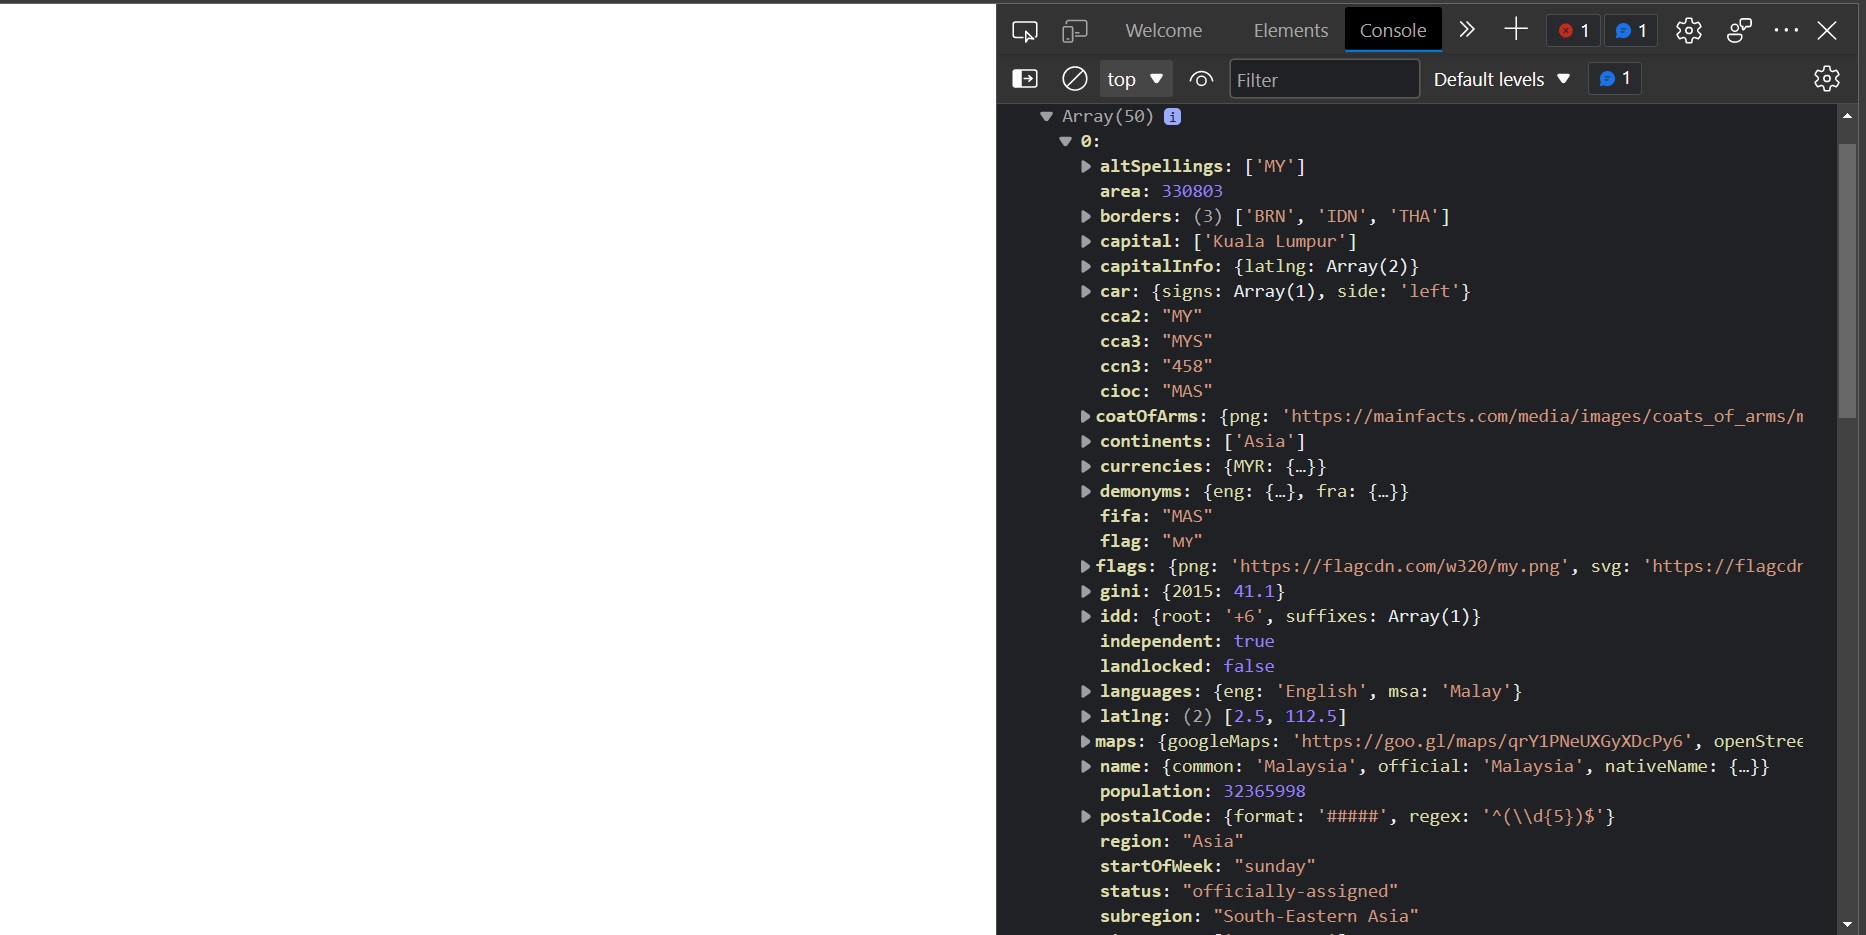 Welcome Elements Console 1 1
top Filter Default levels 1
Array(50) i
0:
altSpellings: ['MY']
area: 330803
borders: (3) ['BRN', 'IDN', 'THA']
capital: ['Kuala Lumpur']
capitalInfo: {latlng: Array(2)}
car: {signs: Array(1), side: 'left'}
cca2: "MY"
cca3: "MYS"
ccn3: "458"
cioc: "MAS"
coatOfArms: {png: 'https://mainfacts.com/media/images/coats_of_arms/m
continents: ['Asia']
currencies: {MYR: {…}}
demonyms: {eng: {…}, fra: {…}}
fifa: "MAS"
flag: "🇲🇾"
flags: {png: 'https://flagcdn.com/w320/my.png', svg: 'https://flagcdn
gini: {2015: 41.1}
idd: {root: '+6', suffixes: Array(1)}
independent: true
landlocked: false
languages: {eng: 'English', msa: 'Malay'}
latlng: (2) [2.5, 112.5]
maps: {googleMaps: 'https://goo.gl/maps/qrY1PNeUXGyXDcPy6', openStree
name: {common: 'Malaysia', official: 'Malaysia', nativeName: {…}}
population: 32365998
postalCode: {format: '#####', regex: '^(\\d{5})$'}
region: "Asia"
startOfWeek: "sunday"
status: "officially-assigned"
subregion: "South-Eastern Asia"